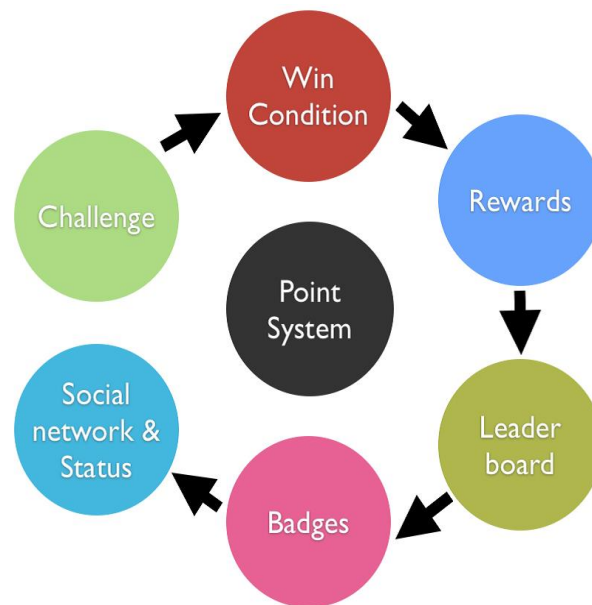 Win
Condition
Challenge
Rewards
Point
System
Social
network &
Status
Leader
board
Badges